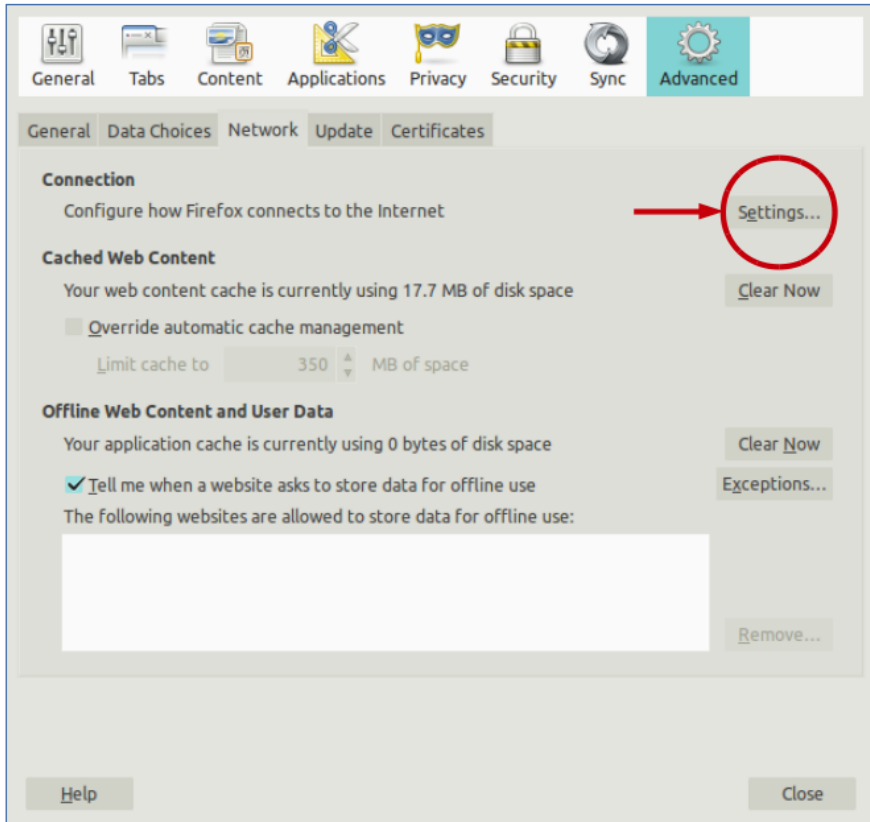 General Tabs Content Applications Privacy Security Sync Advanced
General Data Choices Network Update Certificates
Connection
Configure how Firefox connects to the Internet Settings...
Cached Web Content
Your web content cache is currently using 17.7 MB of disk space Clear Now
Override automatic cache management
Limit cache to 350 MB of space
Offline Web Content and User Data
Your application cache is currently using 0 bytes of disk space Clear Now
Tell me when a website asks to store data for offline use Exceptions...
The following websites are allowed to store data for offline use:
Remove...
Help Close